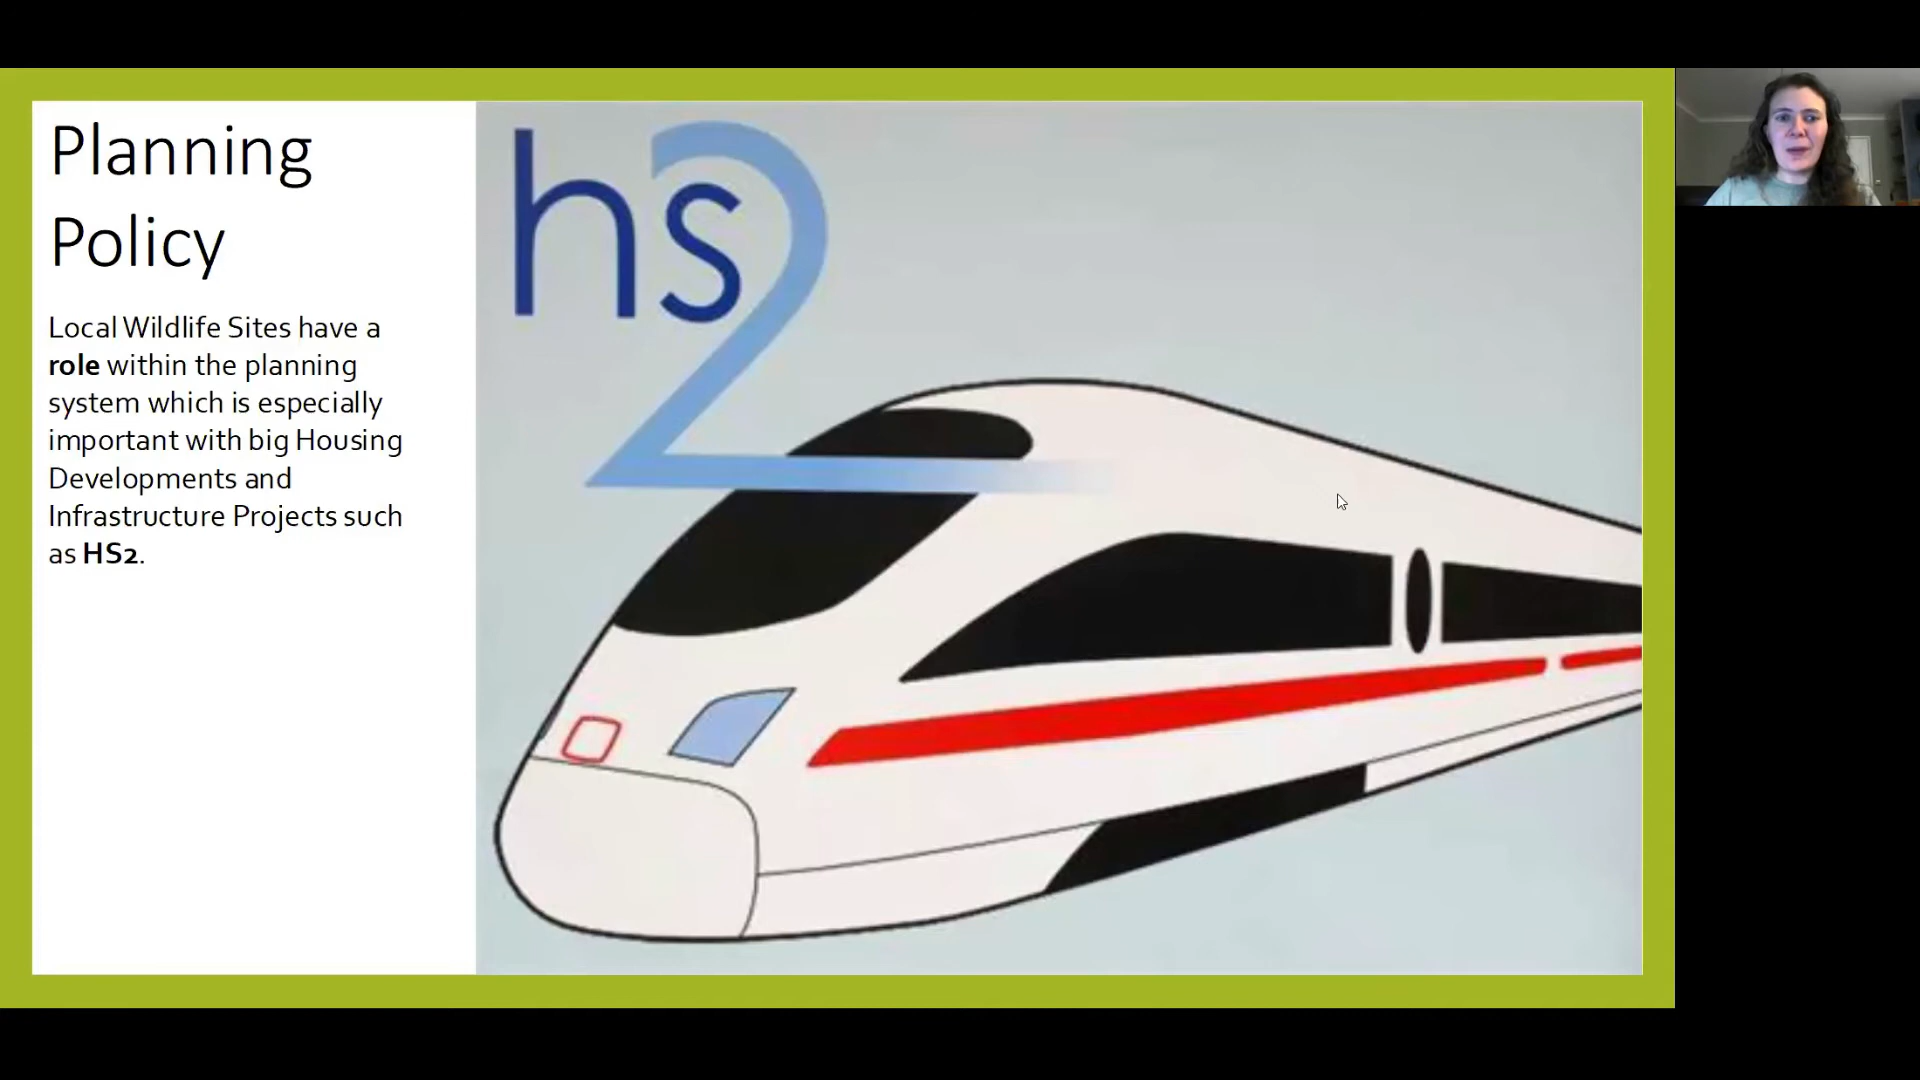 Planning
Policy
Local Wildlife Sites have a
role within the planning
system which is especially
important with big Housing
Developments and
Infrastructure Projects such
as HS2.
hs2